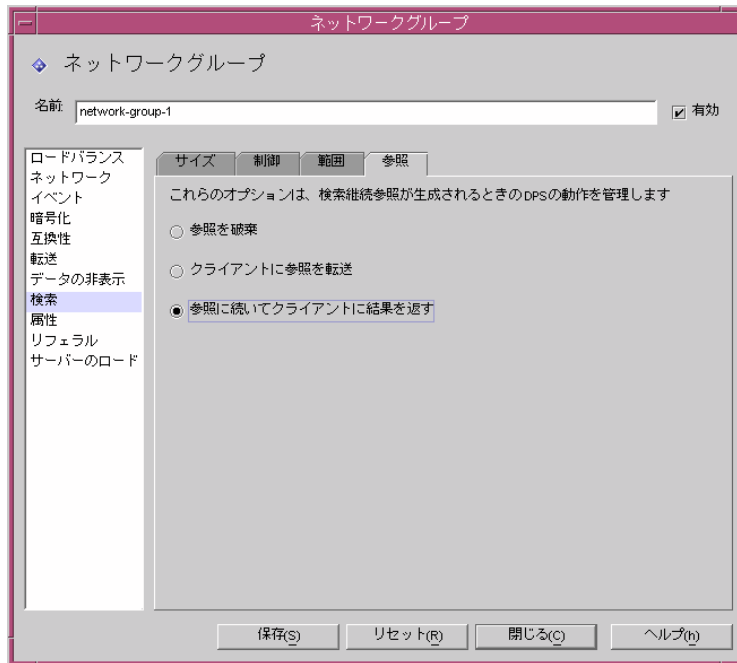 ネットワークグループ
ネットワークグループ
名前: network-group-1 有効
ロードバランス
ネットワーク
イベント
暗号化
互換性
転送
データの非表示
検索
属性
リフェラル
サーバーのロード
サイズ 制御 範囲 参照
これらのオプションは、検索継続参照が生成されるときのDPSの動作を管理します
参照を破棄
クライアントに参照を転送
参照に続いてクライアントに結果を返す
保存(S) リセット(R) 閉じる(C) ヘルプ(h)